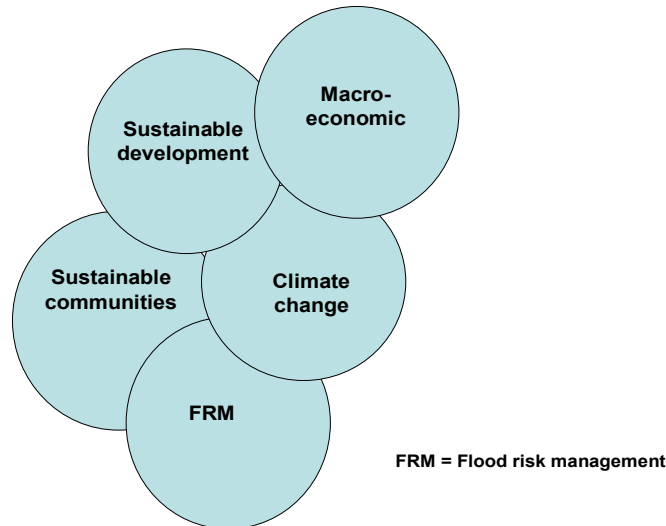 Macro-
economic
Sustainable
development
Sustainable
communities
Climate
change
FRM
FRM = Flood risk management